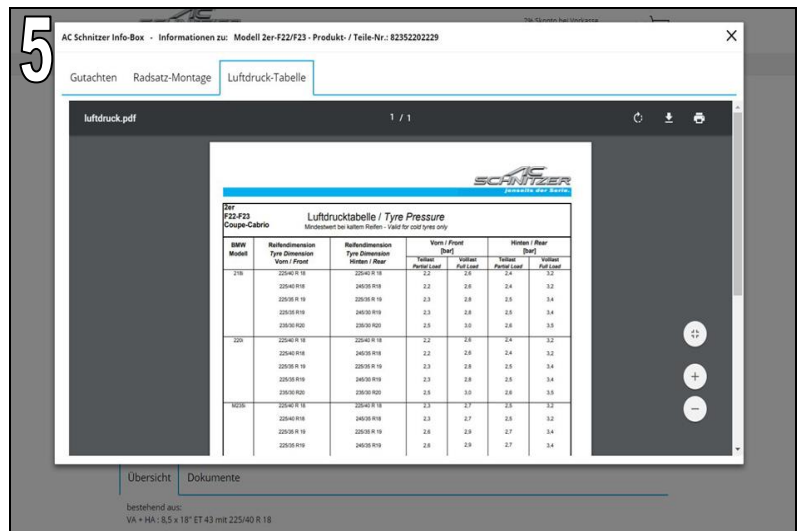 5
2% Skonto bei Vorkasse
AC Schnitzer Info-Box - Informationen zu: Modell 2er-F22/F23 - Produkt- / Teile-Nr.: 82352202229
Gutachten Radsatz-Montage Luftdruck-Tabelle
luftdruck.pdf 1 / 1
AC
SCHNITZER
jenseits der Serie.
2er
F22-F23
Coupe-Cabrio
Luftdrucktabelle / Tyre Pressure
Mindestwert bei kaltem Reifen - Valid for cold tyres only
BMW Modell Reifendimension Tyre Dimension Vorn / Front Reifendimension Tyre Dimension Hinten / Rear Vorn / Front [bar] Hinten / Rear [bar]
Teillast Partial Load Volllast Full Load Teillast Partial Load Volllast Full Load
218i 225/40 R 18 225/40 R 18 2,2 2,6 2,4 3,2
225/40 R18 245/35 R18 2,2 2,6 2,4 3,2
225/35 R 19 225/35 R 19 2,3 2,8 2,5 3,4
225/35 R19 245/30 R19 2,3 2,8 2,5 3,4
235/30 R20 235/30 R20 2,5 3,0 2,6 3,5
220i 225/40 R 18 225/40 R 18 2,2 2,6 2,4 3,2
225/40 R18 245/35 R18 2,2 2,6 2,4 3,2
225/35 R 19 225/35 R 19 2,3 2,8 2,5 3,4
225/35 R19 245/30 R19 2,3 2,8 2,5 3,4
235/30 R20 235/30 R20 2,5 3,0 2,6 3,5
M235i 225/40 R 18 225/40 R 18 2,3 2,7 2,5 3,2
225/40 R18 245/35 R18 2,3 2,7 2,5 3,2
225/35 R 19 225/35 R 19 2,6 2,9 2,7 3,4
225/35 R19 245/30 R19 2,6 2,9 2,7 3,4
Übersicht Dokumente
bestehend aus:
VA + HA : 8,5 x 18" ET 43 mit 225/40 R 18